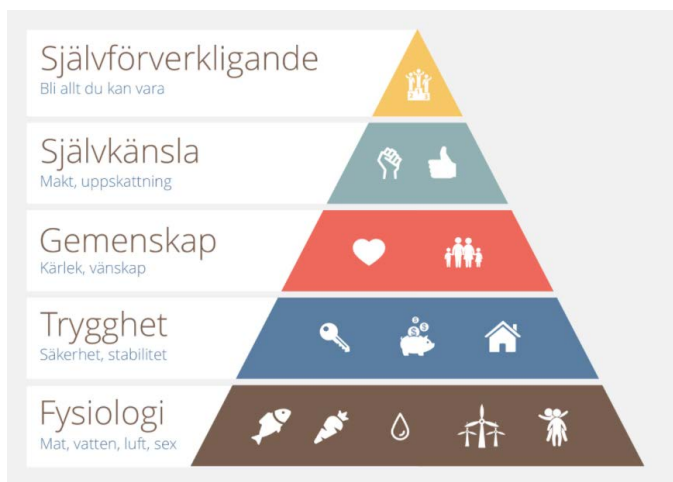 Självförverkligande
Bli allt du kan vara
Självkänsla
Makt, uppskattning
Gemenskap
Kärlek, vänskap
Trygghet
Säkerhet, stabilitet
Fysiologi
Mat, vatten, luft, sex